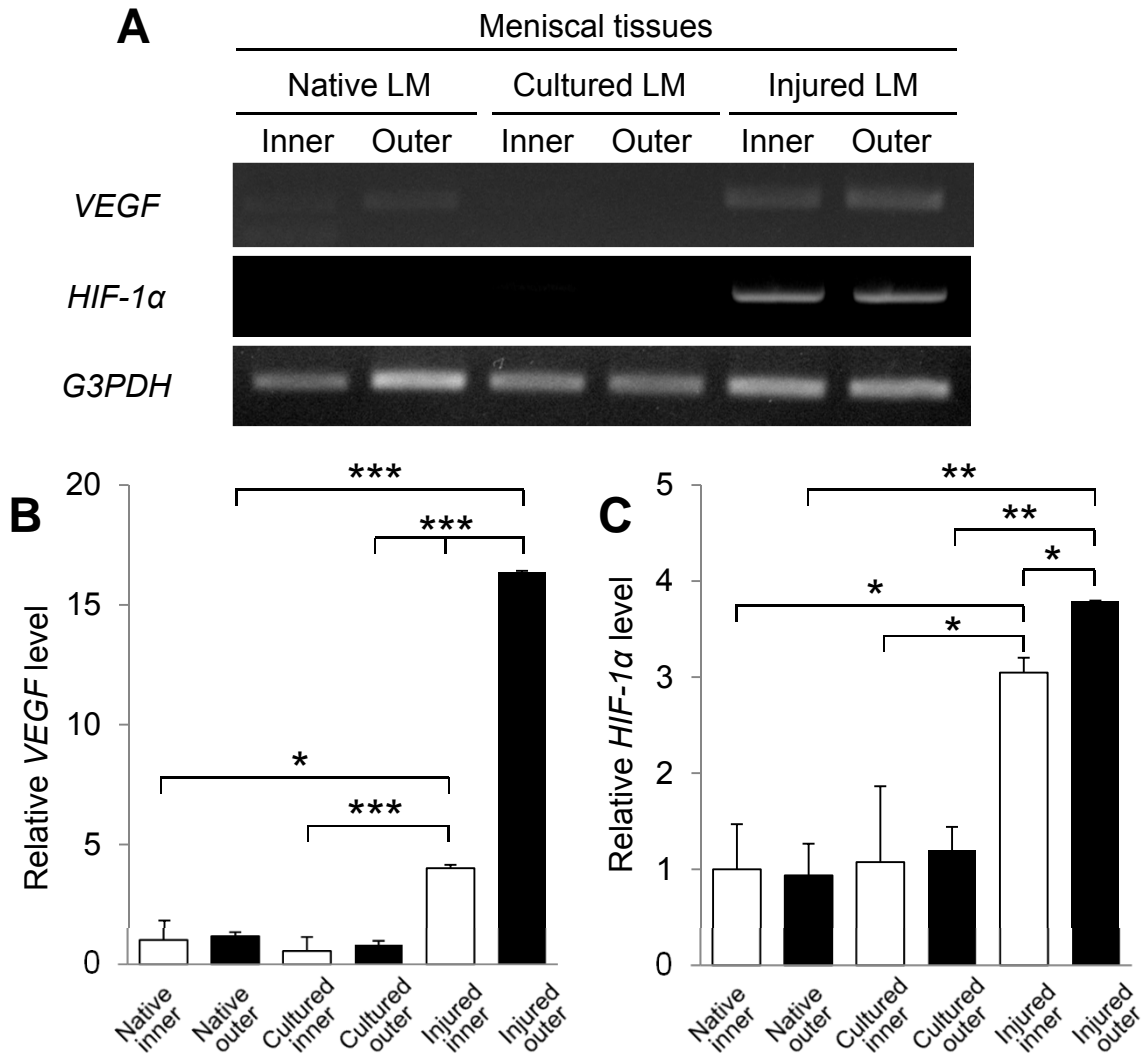 A
Meniscal tissues
Native LM Cultured LM Injured LM
Inner Outer Inner Outer Inner Outer
VEGF
HIF-1α
G3PDH
B
Relative VEGF level
20
15
10
5
0
***
***
*
***
Native inner
Native outer
Cultured inner
Cultured outer
Injured inner
Injured outer
C
Relative HIF-1α level
5
4
3
2
1
0
**
**
*
*
*
Native inner
Native outer
Cultured inner
Cultured outer
Injured inner
Injured outer